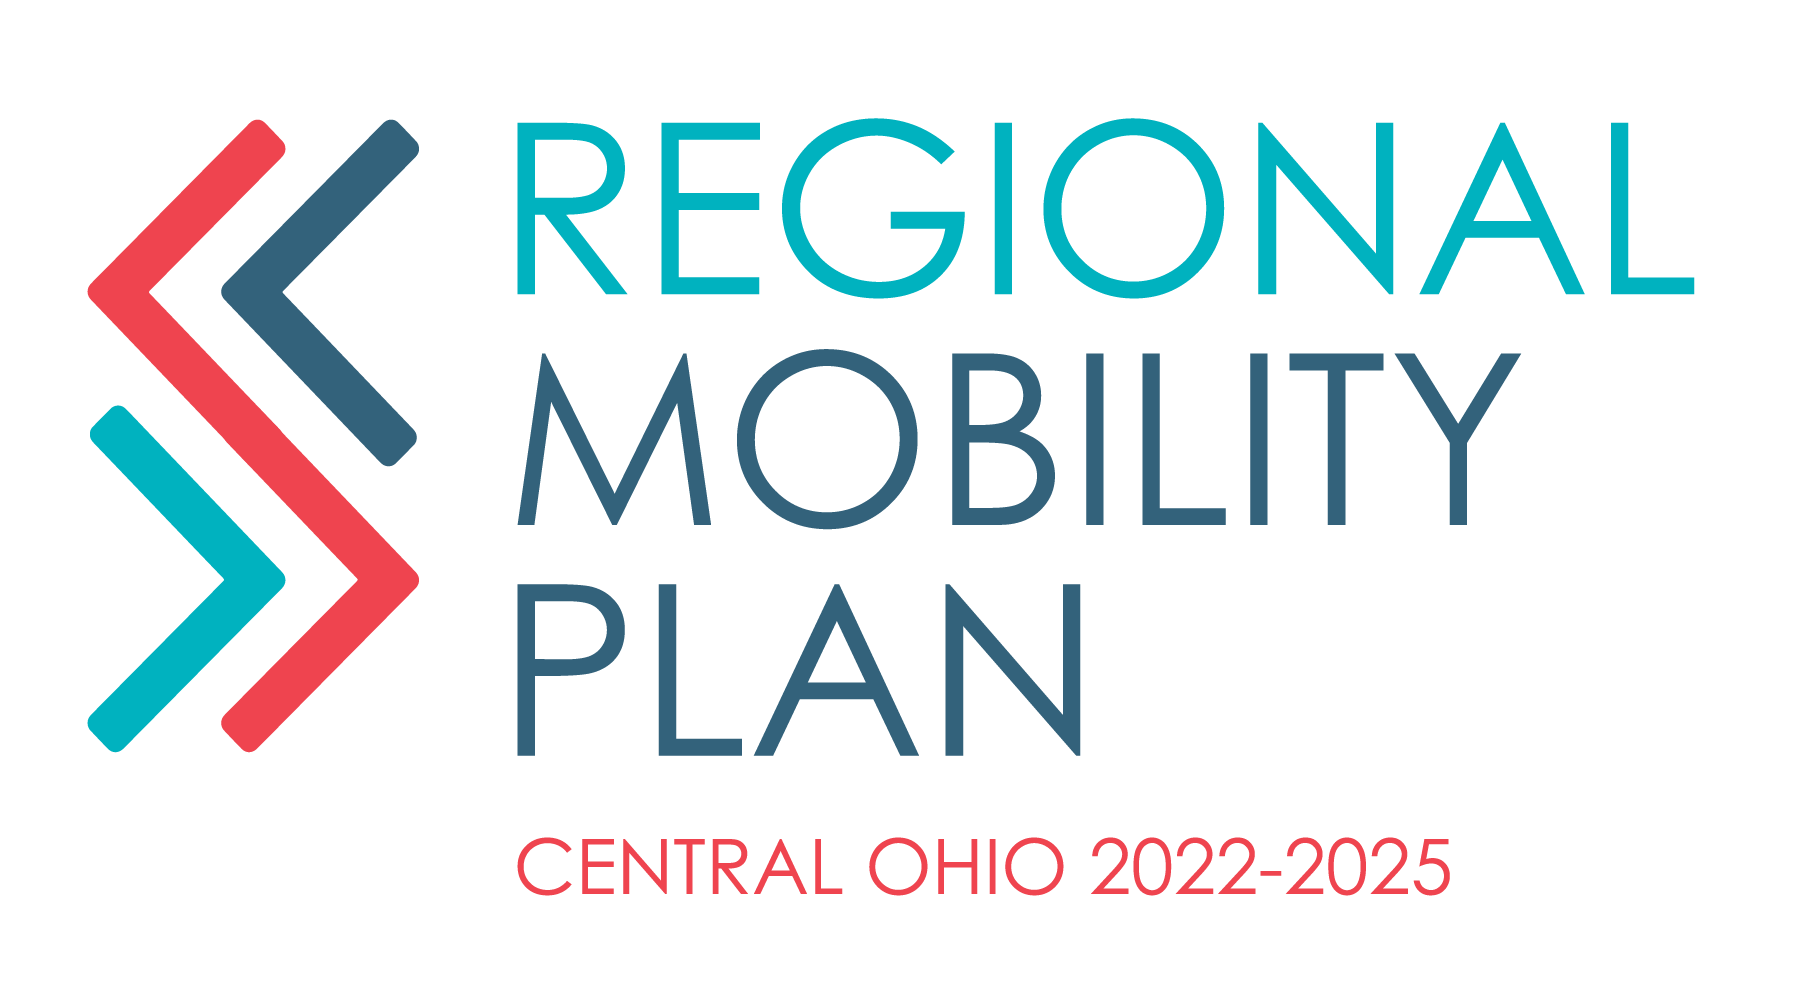 REGIONAL
MOBILITY
PLAN
CENTRAL OHIO 2022-2025